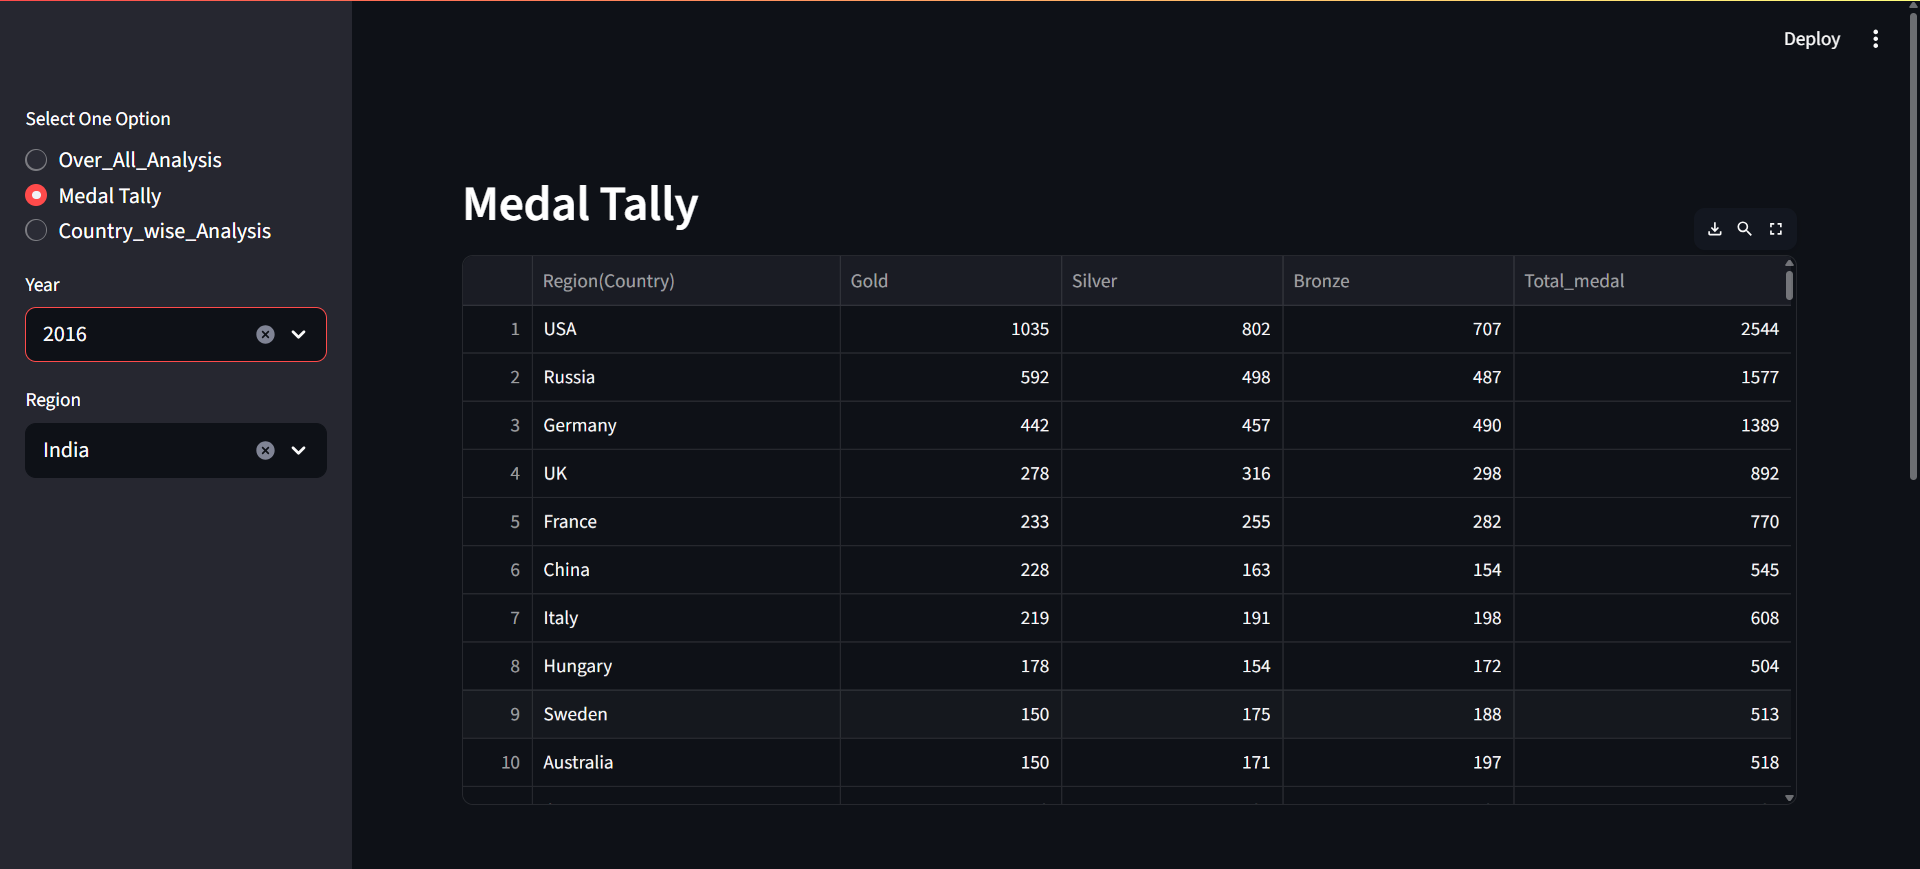 Deploy
Select One Option
Over_All_Analysis
Medal Tally
Country_wise_Analysis
Year
2016
Region
India
Medal Tally
Region(Country) Gold Silver Bronze Total_medal
1 USA 1035 802 707 2544
2 Russia 592 498 487 1577
3 Germany 442 457 490 1389
4 UK 278 316 298 892
5 France 233 255 282 770
6 China 228 163 154 545
7 Italy 219 191 198 608
8 Hungary 178 154 172 504
9 Sweden 150 175 188 513
10 Australia 150 171 197 518